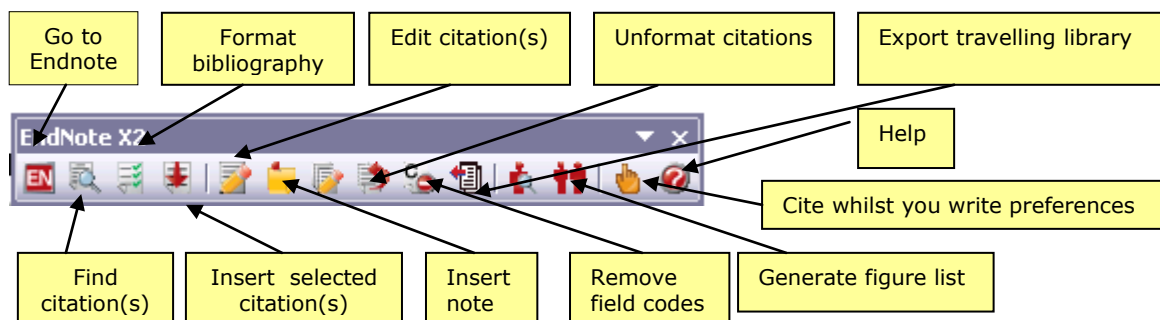 Go to
Endnote
Format
bibliography
Edit citation(s)
Unformat citations
Export travelling library
EndNote X2
Help
EN
Cite whilst you write preferences
Find
citation(s)
Insert selected
citation(s)
Insert
note
Remove
field codes
Generate figure list